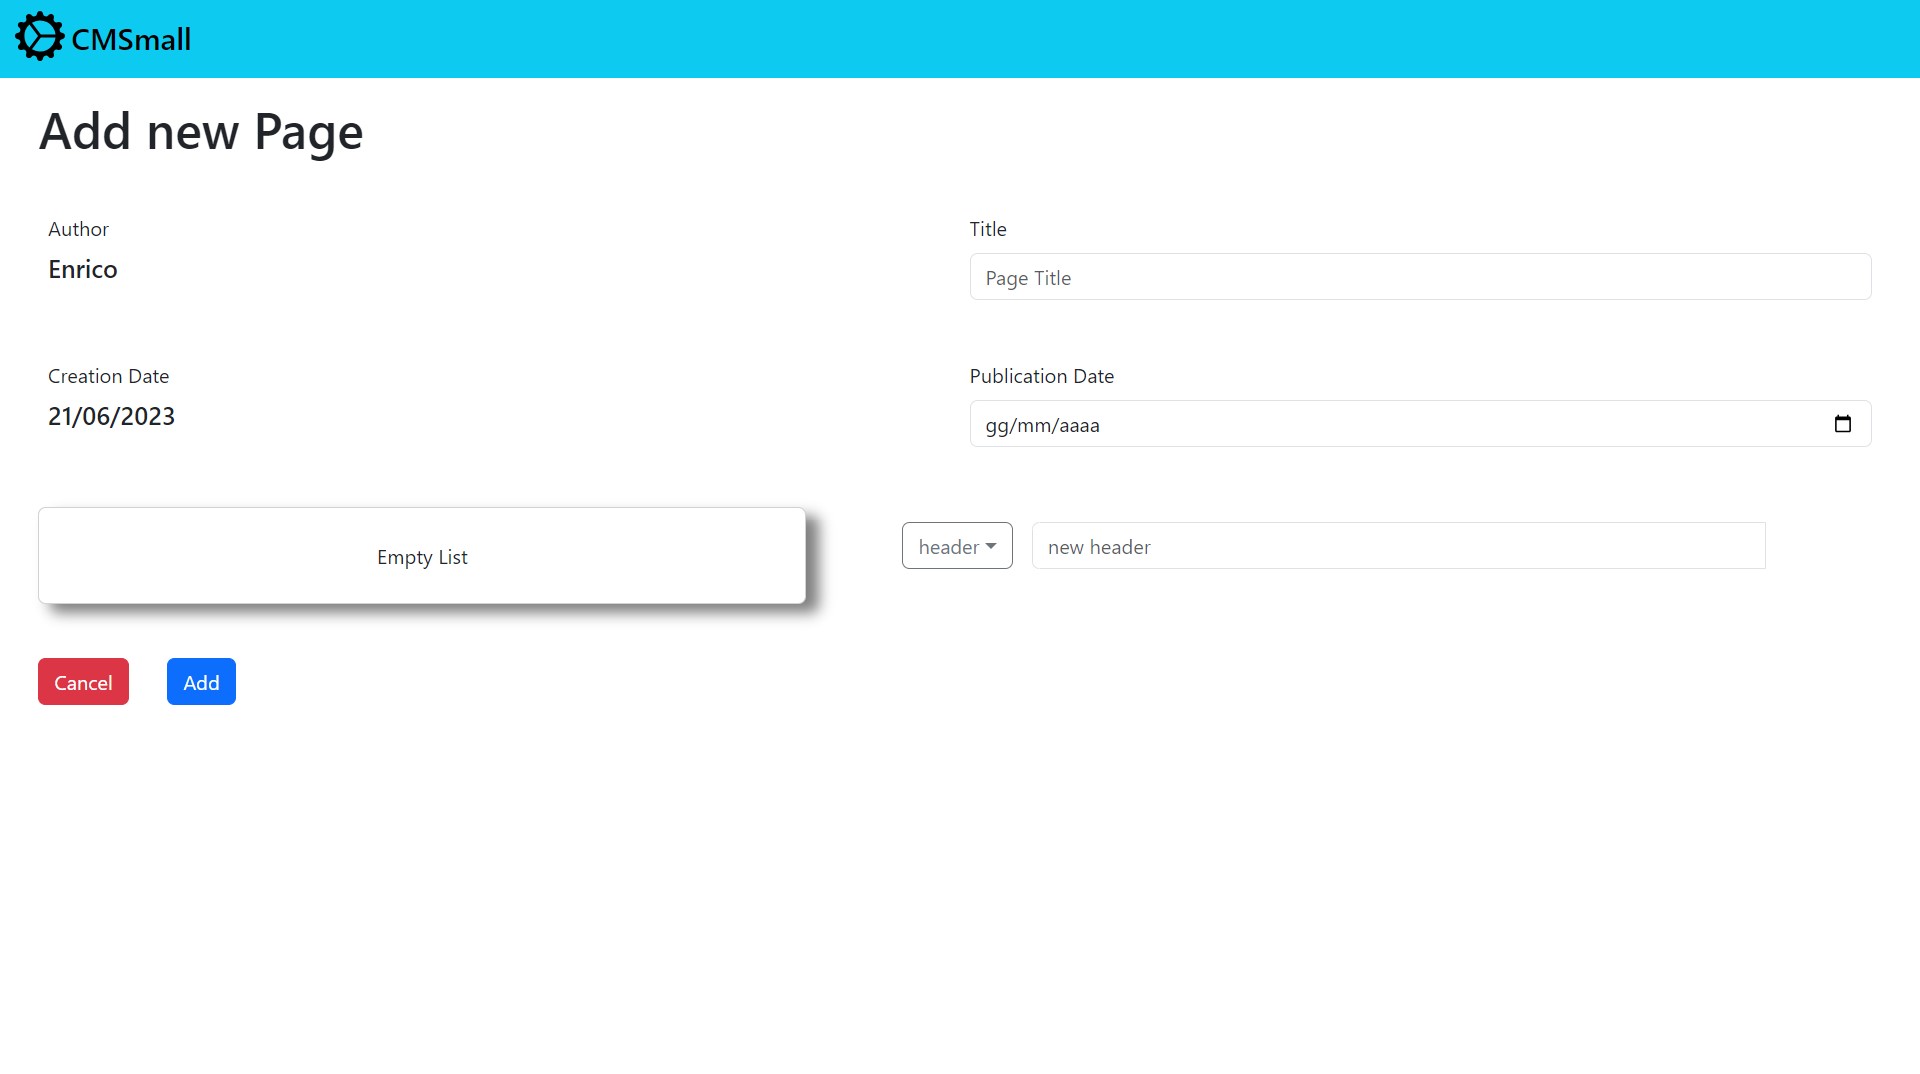 CMSmall
Add new Page
Author
Enrico
Title
Page Title
Creation Date
21/06/2023
Publication Date
gg/mm/aaaa
Empty List
header
new header
Cancel
Add